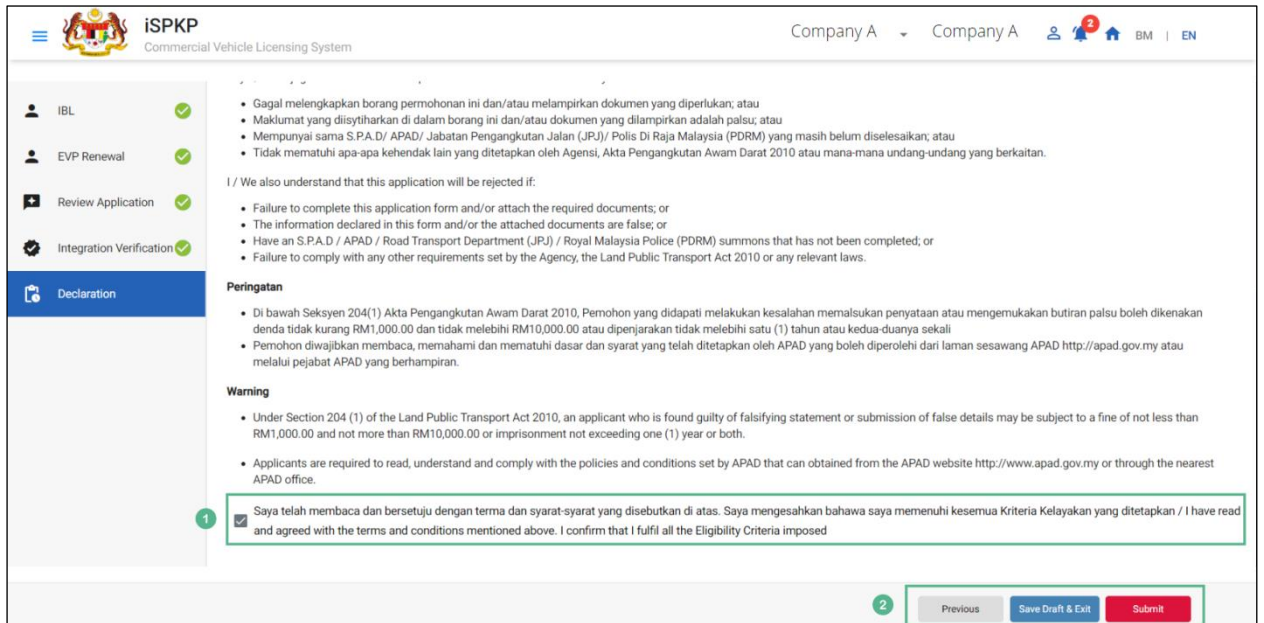 iSPKP
Commercial Vehicle Licensing System
Company A
Company A
2
BM | EN
IBL
EVP Renewal
Review Application
Integration Verification
Declaration
• Gagal melengkapkan borang permohonan ini dan/atau melampirkan dokumen yang diperlukan; atau
• Maklumat yang diisytiharkan di dalam borang ini dan/atau dokumen yang dilampirkan adalah palsu; atau
• Mempunyai sama S.P.A.D/ APAD/ Jabatan Pengangkutan Jalan (JPJ)/ Polis Di Raja Malaysia (PDRM) yang masih belum diselesaikan; atau
• Tidak mematuhi apa-apa kehendak lain yang ditetapkan oleh Agensi, Akta Pengangkutan Awam Darat 2010 atau mana-mana undang-undang yang berkaitan.
I / We also understand that this application will be rejected if:
• Failure to complete this application form and/or attach the required documents; or
• The information declared in this form and/or the attached documents are false; or
• Have an S.P.A.D / APAD / Road Transport Department (JPJ) / Royal Malaysia Police (PDRM) summons that has not been completed; or
• Failure to comply with any other requirements set by the Agency, the Land Public Transport Act 2010 or any relevant laws.
Peringatan
• Di bawah Seksyen 204(1) Akta Pengangkutan Awam Darat 2010, Pemohon yang didapati melakukan kesalahan memalsukan penyataan atau mengemukakan butiran palsu boleh dikenakan
denda tidak kurang RM1,000.00 dan tidak melebihi RM10,000.00 atau dipenjarakan tidak melebihi satu (1) tahun atau kedua-duanya sekali
• Pemohon diwajibkan membaca, memahami dan mematuhi dasar dan syarat yang telah ditetapkan oleh APAD yang boleh diperolehi dari laman sesawang APAD http://apad.gov.my atau
melalui pejabat APAD yang berhampiran.
Warning
• Under Section 204 (1) of the Land Public Transport Act 2010, an applicant who is found guilty of falsifying statement or submission of false details may be subject to a fine of not less than
RM1,000.00 and not more than RM10,000.00 or imprisonment not exceeding one (1) year or both.
• Applicants are required to read, understand and comply with the policies and conditions set by APAD that can obtained from the APAD website http://www.apad.gov.my or through the nearest
APAD office.
1
Saya telah membaca dan bersetuju dengan terma dan syarat-syarat yang disebutkan di atas. Saya mengesahkan bahawa saya memenuhi kesemua Kriteria Kelayakan yang ditetapkan / I have read
and agreed with the terms and conditions mentioned above. I confirm that I fulfil all the Eligibility Criteria imposed
2
Previous
Save Draft & Exit
Submit